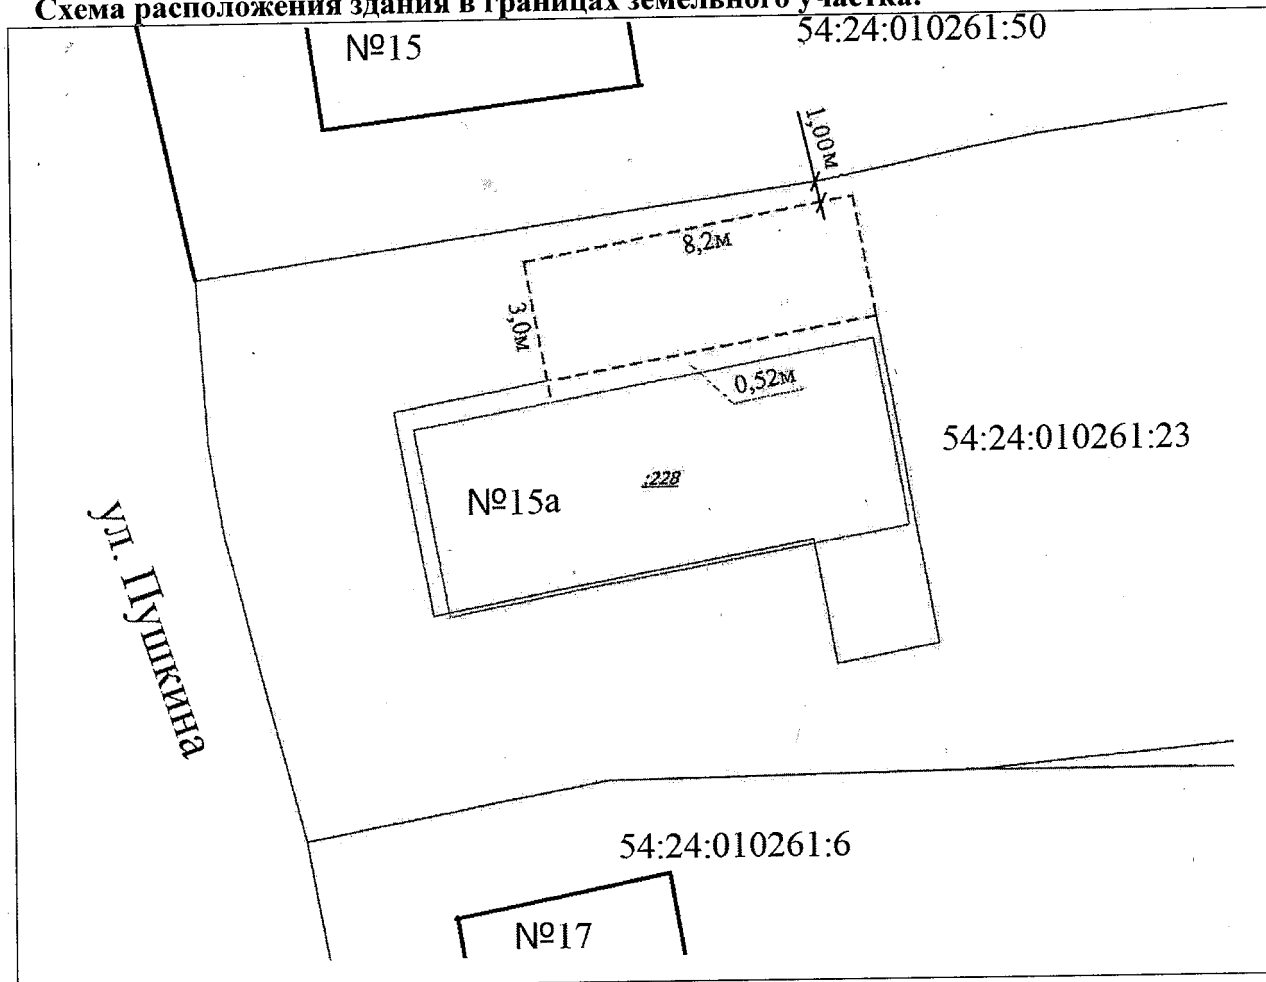 Схема расположения здания в границах земельного участка.
№15
54:24:010261:50
1,00м
8,2м
3,0м
0,52м
54:24:010261:23
:228
№15а
ул. Пушкина
54:24:010261:6
№17